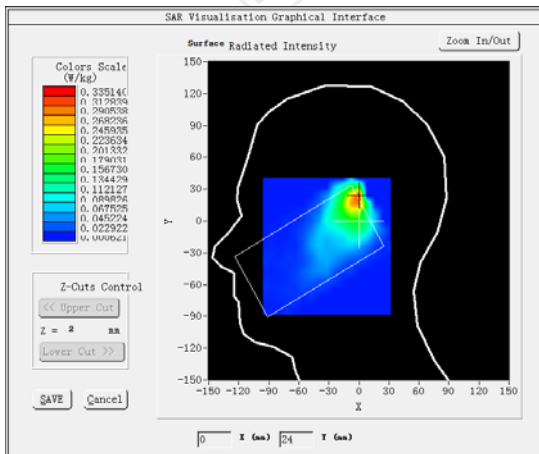 SAR Visualisation Graphical Interface
Surface Radiated Intensity
Zoom In/Out
Colors Scale
(W/kg)
0.335140
0.312839
0.290538
0.268236
0.245935
0.223634
0.201332
0.179031
0.156730
0.134429
0.112127
0.089826
0.067525
0.045224
0.022922
0.000621
Z-Cuts Control
<< Upper Cut
Z = 2 mm
Lower Cut >>
SAVE Cancel
150
120
90
60
30
0
-30
-60
-90
-120
-150
Y
-150 -120 -90 -60 -30 0 30 60 90 120 150
X
0 X (mm) 24 Y (mm)